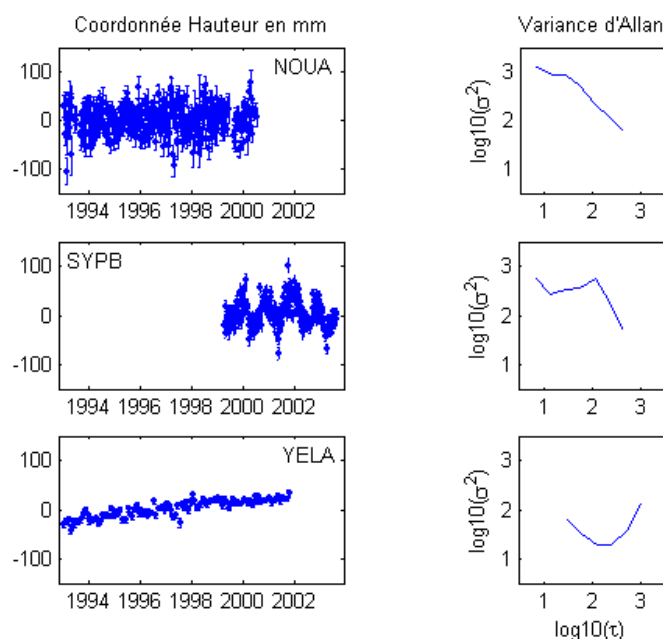 Coordonnée Hauteur en mm
Variance d'Allan
100
0
-100
NOUA
1994 1996 1998 2000 2002
log10(σ²)
3
2
1
1 2 3
100
0
-100
SYPB
1994 1996 1998 2000 2002
log10(σ²)
3
2
1
1 2 3
100
0
-100
YELA
1994 1996 1998 2000 2002
log10(σ²)
3
2
1
1 2 3
log10(τ)